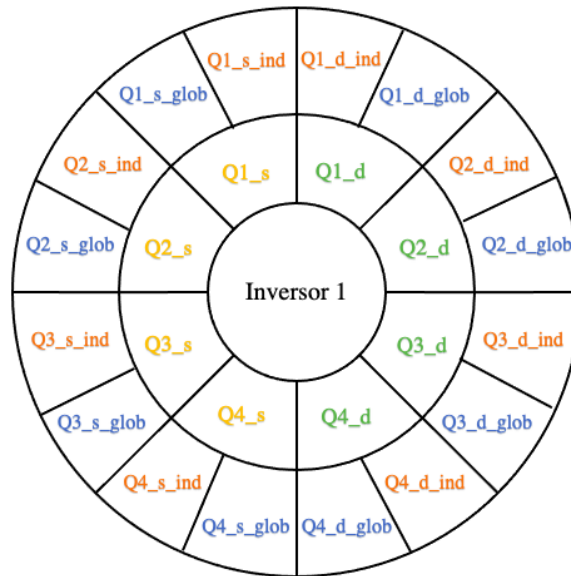 Q1_s_ind
Q1_d_ind
Q1_s_glob
Q1_d_glob
Q2_s_ind
Q1_s
Q1_d
Q2_d_ind
Q2_s_glob
Q2_s
Q2_d
Q2_d_glob
Inversor 1
Q3_s_ind
Q3_s
Q3_d
Q3_d_ind
Q3_s_glob
Q4_s
Q4_d
Q3_d_glob
Q4_s_ind
Q4_d_ind
Q4_s_glob
Q4_d_glob